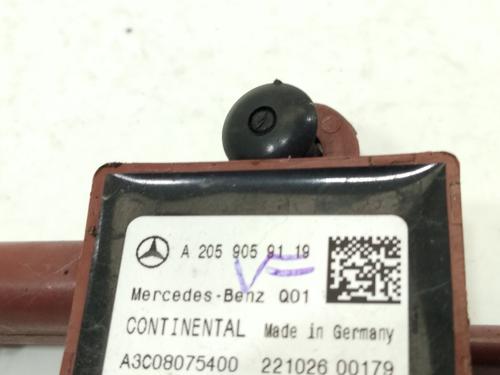 A 205 905 91 19
Mercedes-Benz Q01
CONTINENTAL Made in Germany
A3C08075400 221026 00179